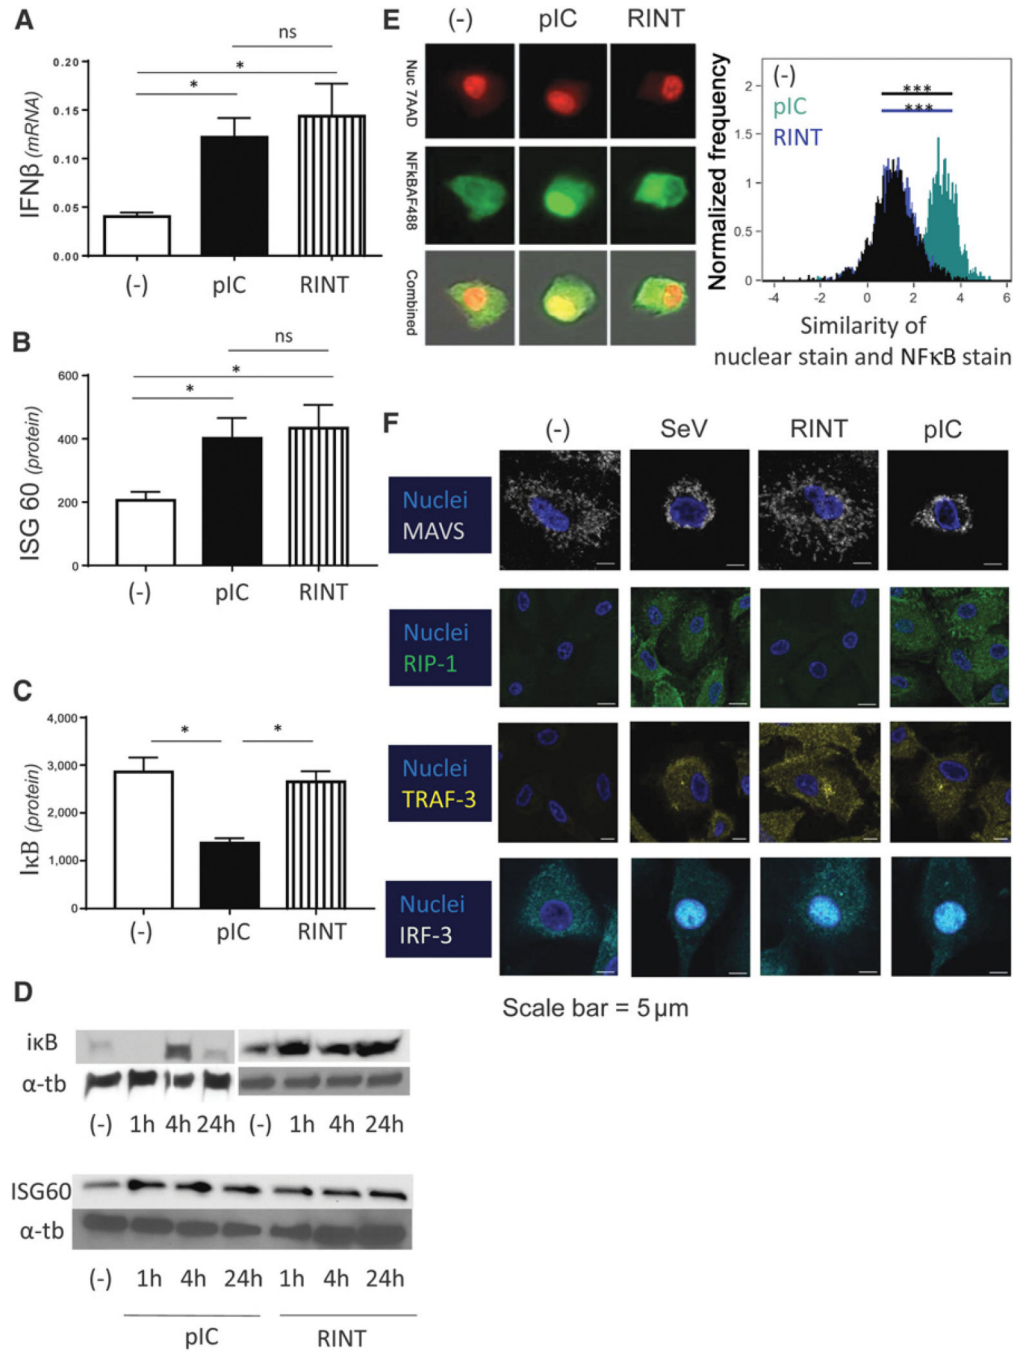 A
ns
*
*
0.20
0.15
0.10
0.05
0.00
IFNβ (mRNA)
(-) pIC RINT
B
ns
*
*
600
400
200
0
ISG 60 (protein)
(-) pIC RINT
C
* *
4,000
3,000
2,000
1,000
0
IκB (protein)
(-) pIC RINT
D
iκB
α-tb
(-) 1h 4h 24h (-) 1h 4h 24h
ISG60
α-tb
(-) 1h 4h 24h 1h 4h 24h
pIC RINT
E
(-) pIC RINT
Nuc 7AAD
NFkBAF488
Combined
Normalized frequency
(-)
pIC
RINT
***
***
2
1.5
1
0.5
0
-4 -2 0 2 4 6
Similarity of
nuclear stain and NFκB stain
F
(-) SeV RINT pIC
Nuclei
MAVS
Nuclei
RIP-1
Nuclei
TRAF-3
Nuclei
IRF-3
Scale bar = 5 μm